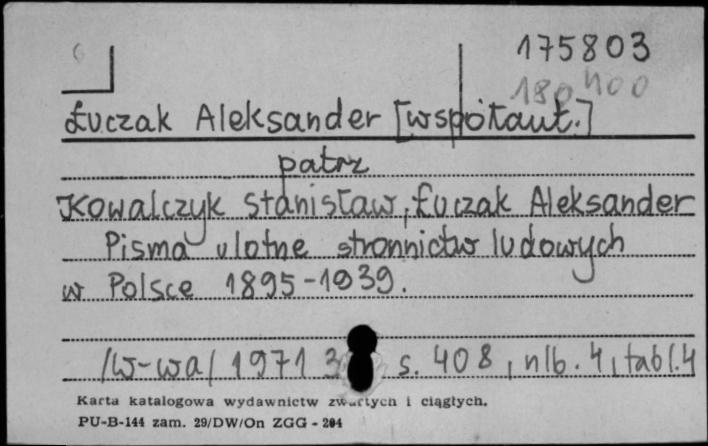 175803
180400
Łuczak Aleksander [współaut.]
patrz
Kowalczyk Stanisław, Łuczak Aleksander
Pisma ulotne stronnictw ludowych
w Polsce 1895-1939.
/W-wa/ 1971 s. 408, nlb. 4, tabl. 4
Karta katalogowa wydawnictw zwartych i ciągłych.
PU-B-144 zam. 29/DW/On ZGG - 204